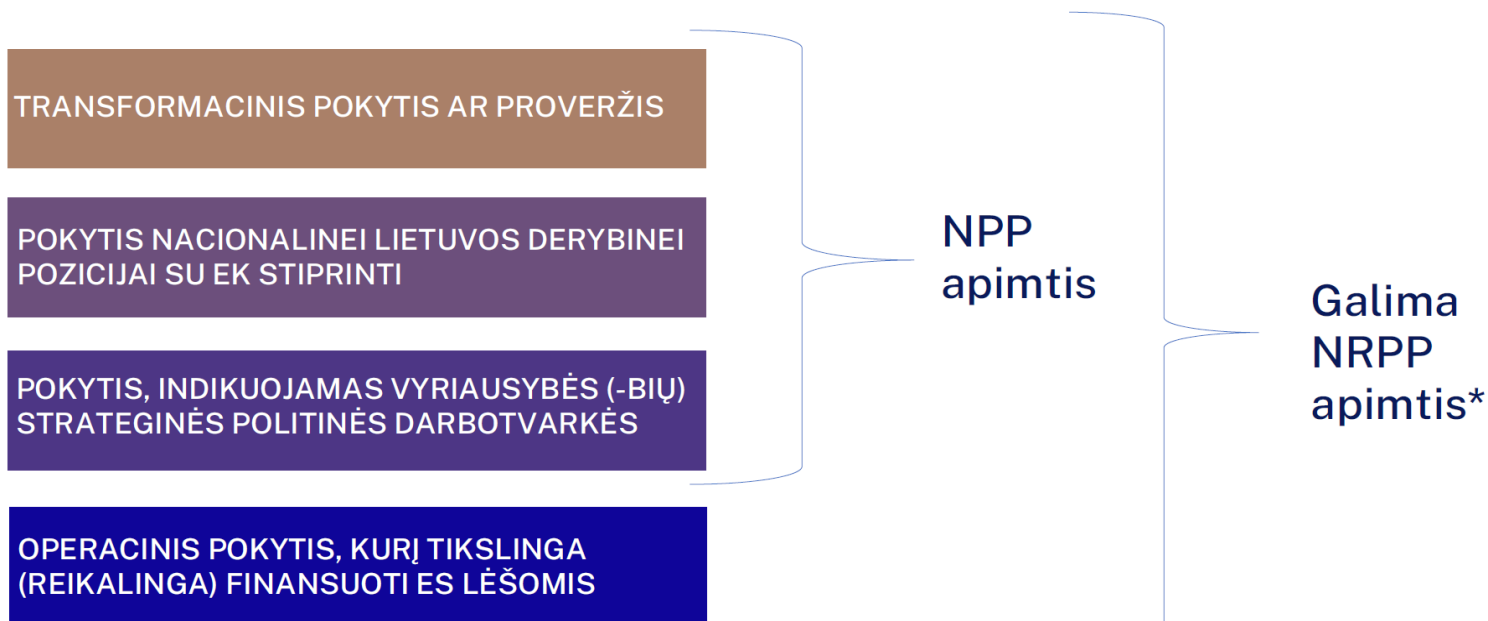 TRANSFORMACINIS POKYTIS AR PROVERŽIS
POKYTIS NACIONALINEI LIETUVOS DERYBINEI
POZICIJAI SU EK STIPRINTI
POKYTIS, INDIKUOJAMAS VYRIAUSYBĖS (-BIŲ)
STRATEGINĖS POLITINĖS DARBOTVARKĖS
OPERACINIS POKYTIS, KURĮ TIKSLINGA
(REIKALINGA) FINANSUOTI ES LĖŠOMIS
NPP
apimtis
Galima
NRPP
apimtis*